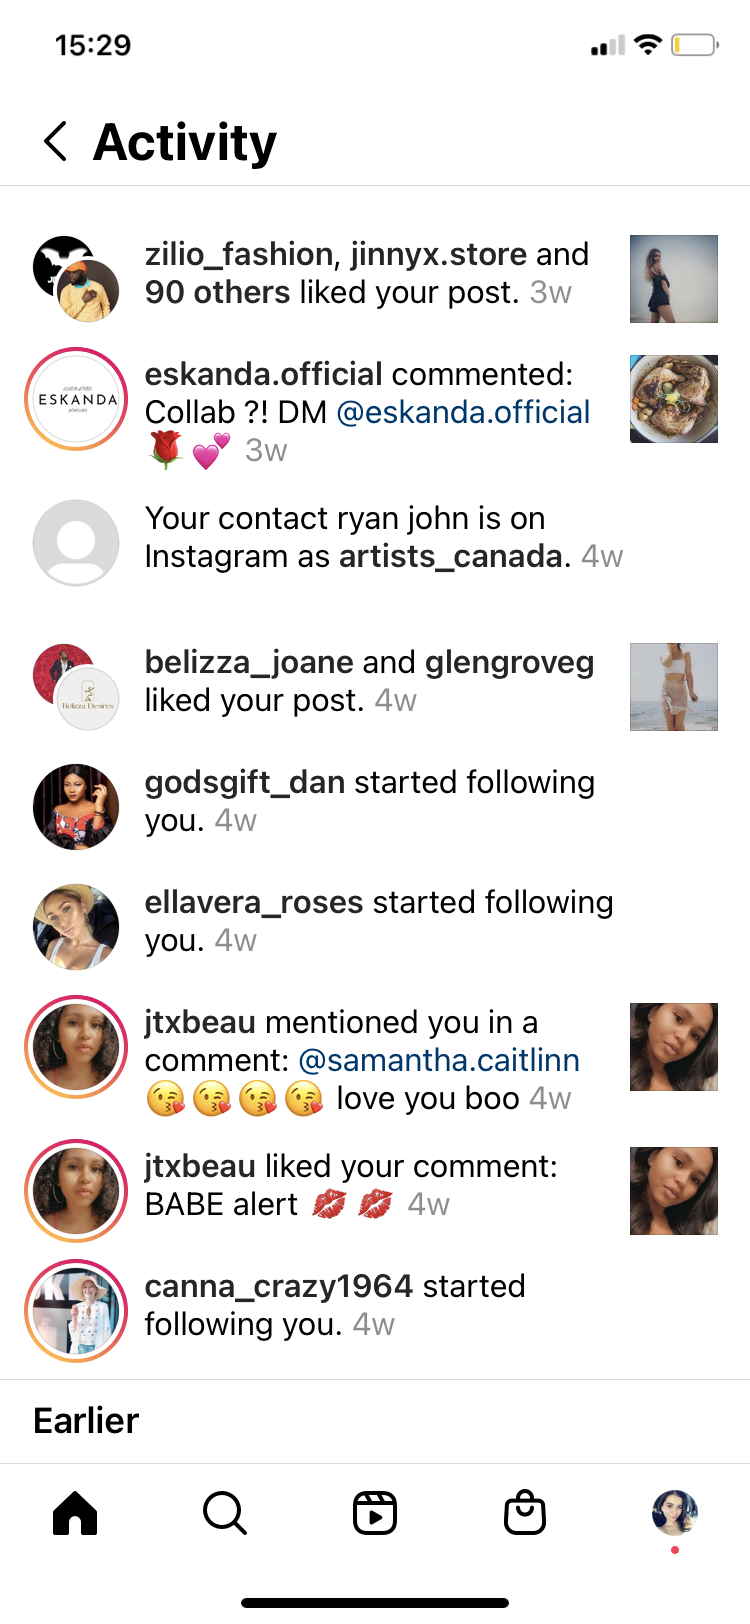 15:29
Activity
zilio_fashion, jinnyx.store and
90 others liked your post. 3w
ESKANDA
eskanda.official commented:
Collab ?! DM @eskanda.official
🌹 💕 3w
Your contact ryan john is on
Instagram as artists_canada. 4w
Belizza Desires
belizza_joane and glengroveg
liked your post. 4w
godsgift_dan started following
you. 4w
ellavera_roses started following
you. 4w
jtxbeau mentioned you in a
comment: @samantha.caitlinn
😘😘😘😘 love you boo 4w
jtxbeau liked your comment:
BABE alert 💋 💋 4w
canna_crazy1964 started
following you. 4w
Earlier